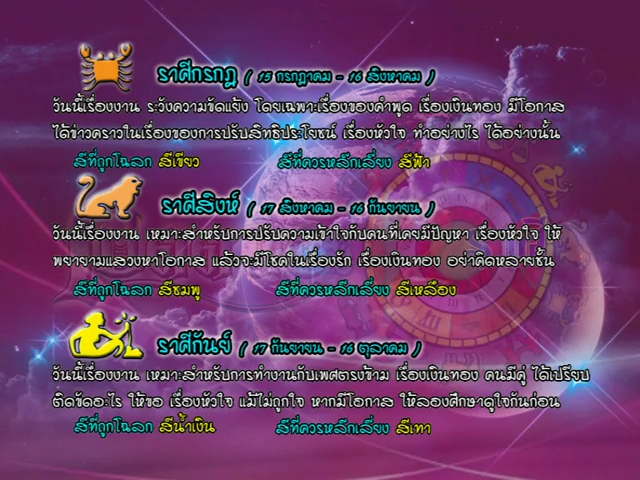 ราศีกรกฎ ( 15 กรกฎาคม - 16 สิงหาคม )
วันนี้เรื่องงาน ระวังความขัดแย้ง โดยเฉพาะเรื่องของคำพูด เรื่องเงินทอง มีโอกาส
ได้ข่าวคราวในเรื่องของการปรับสิทธิประโยชน์ เรื่องหัวใจ ทำอย่างไร ได้อย่างนั้น
สีที่ถูกโฉลก สีเขียว สีที่ควรหลีกเลี่ยง สีฟ้า
ราศีสิงห์ ( 17 สิงหาคม - 16 กันยายน )
วันนี้เรื่องงาน เหมาะสำหรับการปรับความเข้าใจกับคนที่เคยมีปัญหา เรื่องหัวใจ ให้
พยายามแสวงหาโอกาส แล้วจะมีโชคในเรื่องรัก เรื่องเงินทอง อย่าคิดหลายชั้น
สีที่ถูกโฉลก สีชมพู สีที่ควรหลีกเลี่ยง สีเหลือง
ราศีกันย์ ( 17 กันยายน - 16 ตุลาคม )
วันนี้เรื่องงาน เหมาะสำหรับการทำงานกับเพศตรงข้าม เรื่องเงินทอง คนมีคู่ ได้เปรียบ
ติดขัดอะไร ให้ขอ เรื่องหัวใจ แม้ไม่ถูกใจ หากมีโอกาส ให้ลองศึกษาดูใจกันก่อน
สีที่ถูกโฉลก สีน้ำเงิน สีที่ควรหลีกเลี่ยง สีเทา